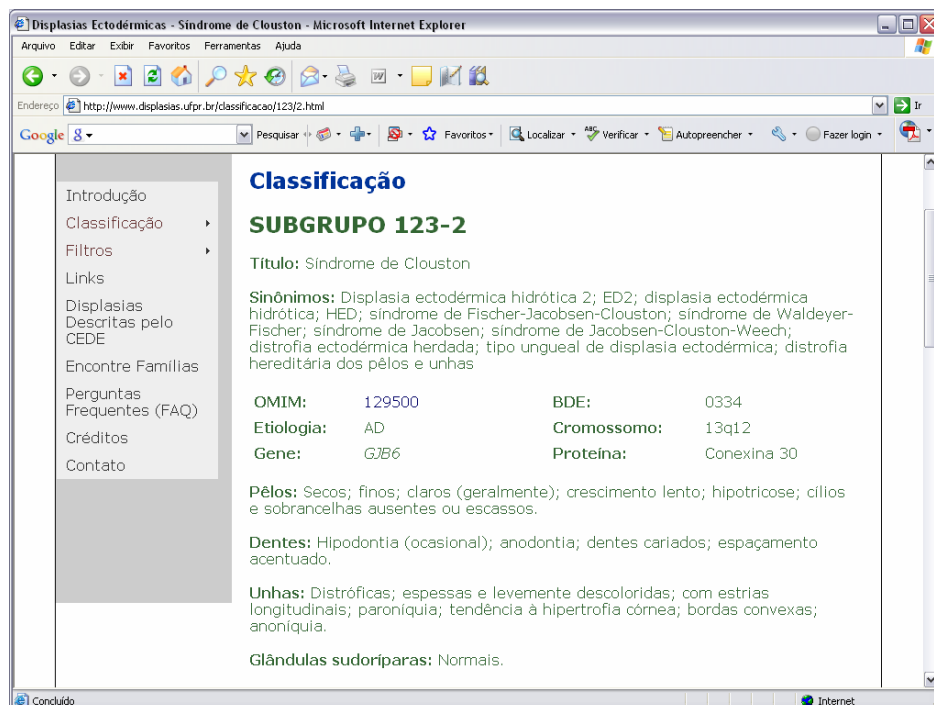 Displasias Ectodérmicas - Síndrome de Clouston - Microsoft Internet Explorer
Arquivo Editar Exibir Favoritos Ferramentas Ajuda
Endereço http://www.displasias.ufpr.br/classificacao/123/2.html Ir
Google Pesquisar Favoritos Localizar Verificar Autopreencher Fazer login
Introdução
Classificação
Filtros
Links
Displasias
Descritas pelo
CEDE
Encontre Famílias
Perguntas
Frequentes (FAQ)
Créditos
Contato
Classificação
SUBGRUPO 123-2
Título: Síndrome de Clouston
Sinônimos: Displasia ectodérmica hidrótica 2; ED2; displasia ectodérmica
hidrótica; HED; síndrome de Fischer-Jacobsen-Clouston; síndrome de Waldeyer-
Fischer; síndrome de Jacobsen; síndrome de Jacobsen-Clouston-Weech;
distrofia ectodérmica herdada; tipo ungueal de displasia ectodérmica; distrofia
hereditária dos pêlos e unhas
OMIM: 129500 BDE: 0334
Etiologia: AD Cromossomo: 13q12
Gene: GJB6 Proteína: Conexina 30
Pêlos: Secos; finos; claros (geralmente); crescimento lento; hipotricose; cílios
e sobrancelhas ausentes ou escassos.
Dentes: Hipodontia (ocasional); anodontia; dentes cariados; espaçamento
acentuado.
Unhas: Distróficas; espessas e levemente descoloridas; com estrias
longitudinais; paroníquia; tendência à hipertrofia córnea; bordas convexas;
anoníquia.
Glândulas sudoríparas: Normais.
Concluído Internet